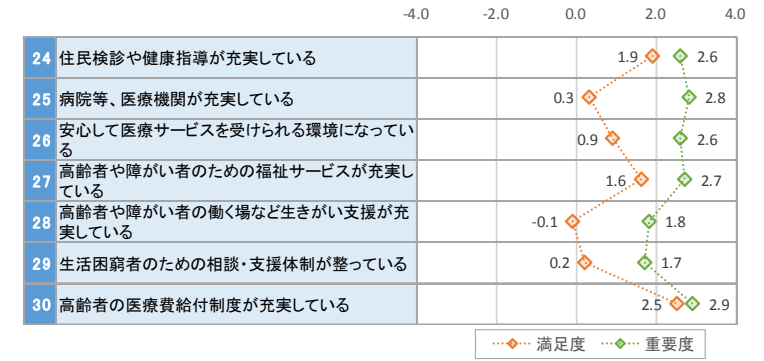 -4.0 -2.0 0.0 2.0 4.0
24 住民検診や健康指導が充実している 1.9 2.6
25 病院等、医療機関が充実している 0.3 2.8
26 安心して医療サービスを受けられる環境になってい
る 0.9 2.6
27 高齢者や障がい者のための福祉サービスが充実し
ている 1.6 2.7
28 高齢者や障がい者の働く場など生きがい支援が充
実している -0.1 1.8
29 生活困窮者のための相談・支援体制が整っている 0.2 1.7
30 高齢者の医療費給付制度が充実している 2.5 2.9
満足度 重要度